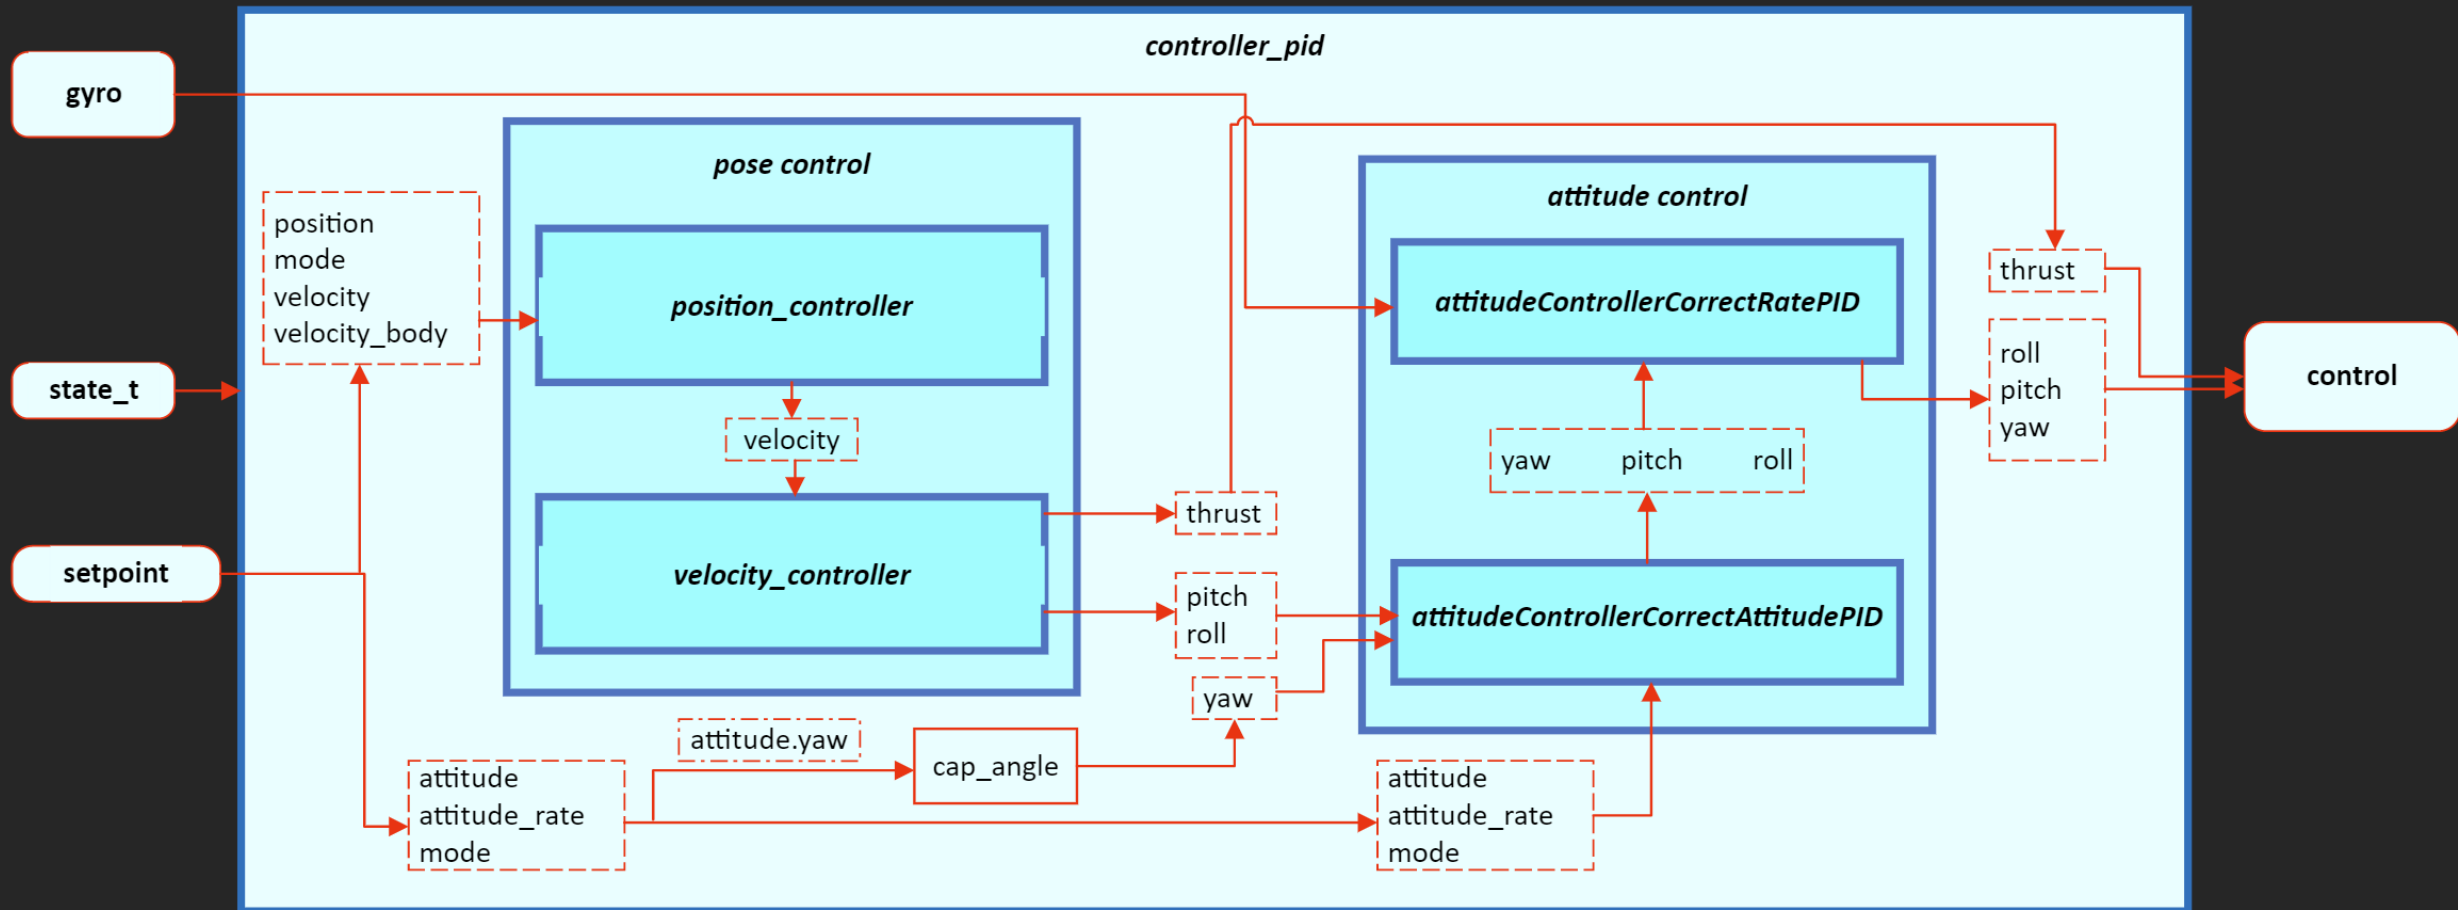 controller_pid
gyro
state_t
setpoint
position
mode
velocity
velocity_body
pose control
position_controller
velocity
velocity_controller
thrust
pitch
roll
yaw
attitude.yaw
cap_angle
attitude
attitude_rate
mode
attitude control
attitudeControllerCorrectRatePID
yaw pitch roll
attitudeControllerCorrectAttitudePID
attitude
attitude_rate
mode
thrust
roll
pitch
yaw
control